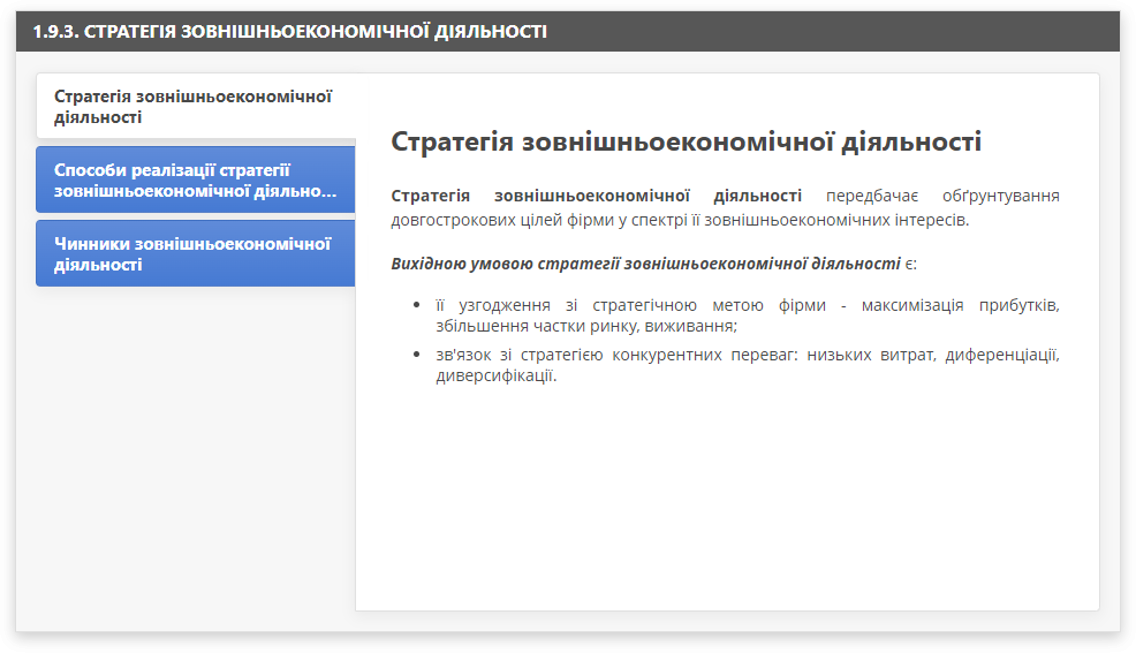 1.9.3. СТРАТЕГІЯ ЗОВНІШНЬОЕКОНОМІЧНОЇ ДІЯЛЬНОСТІ
Стратегія зовнішньоекономічної
діяльності
Способи реалізації стратегії
зовнішньоекономічної діяльно...
Чинники зовнішньоекономічної
діяльності
Стратегія зовнішньоекономічної діяльності
Стратегія зовнішньоекономічної діяльності передбачає обґрунтування
довгострокових цілей фірми у спектрі її зовнішньоекономічних інтересів.
Вихідною умовою стратегії зовнішньоекономічної діяльності є:
• її узгодження зі стратегічною метою фірми - максимізація прибутків,
збільшення частки ринку, виживання;
• зв'язок зі стратегією конкурентних переваг: низьких витрат, диференціації,
диверсифікації.